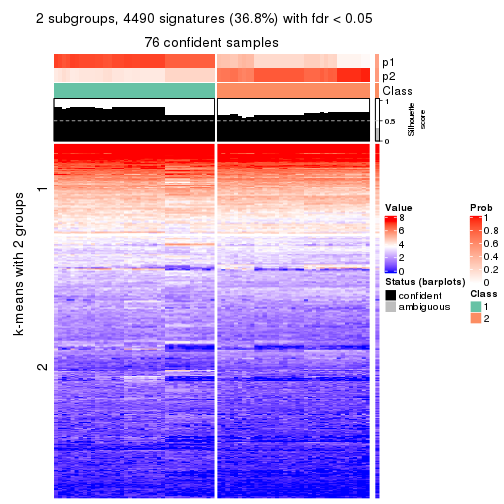 2 subgroups, 4490 signatures (36.8%) with fdr < 0.05
76 confident samples
p1
p2
Class
1
0.5
0
Silhouette
score
k-means with 2 groups
1
2
Value
8
6
4
2
0
Status (barplots)
confident
ambiguous
Prob
1
0.8
0.6
0.4
0.2
0
Class
1
2